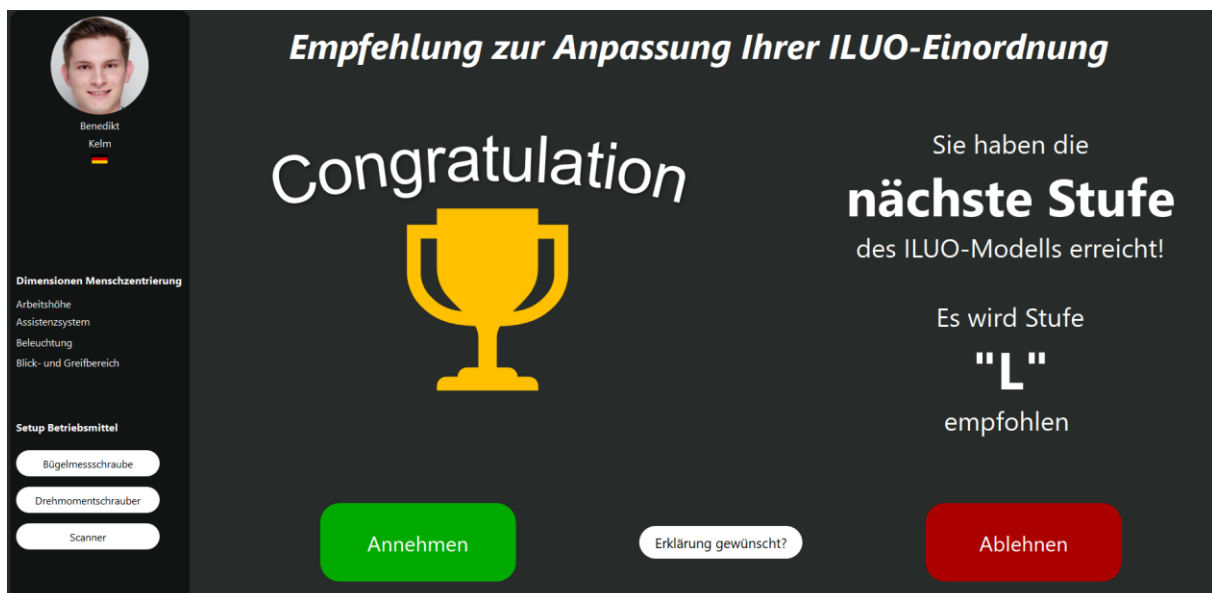 Benedikt
Kelm
Dimensionen Menschzentrierung
Arbeitshöhe
Assistenzsystem
Beleuchtung
Blick- und Greifbereich
Setup Betriebsmittel
Bügelmessschraube
Drehmomentschrauber
Scanner
Empfehlung zur Anpassung Ihrer ILUO-Einordnung
Congratulation
Sie haben die
nächste Stufe
des ILUO-Modells erreicht!
Es wird Stufe
"L"
empfohlen
Annehmen
Erklärung gewünscht?
Ablehnen